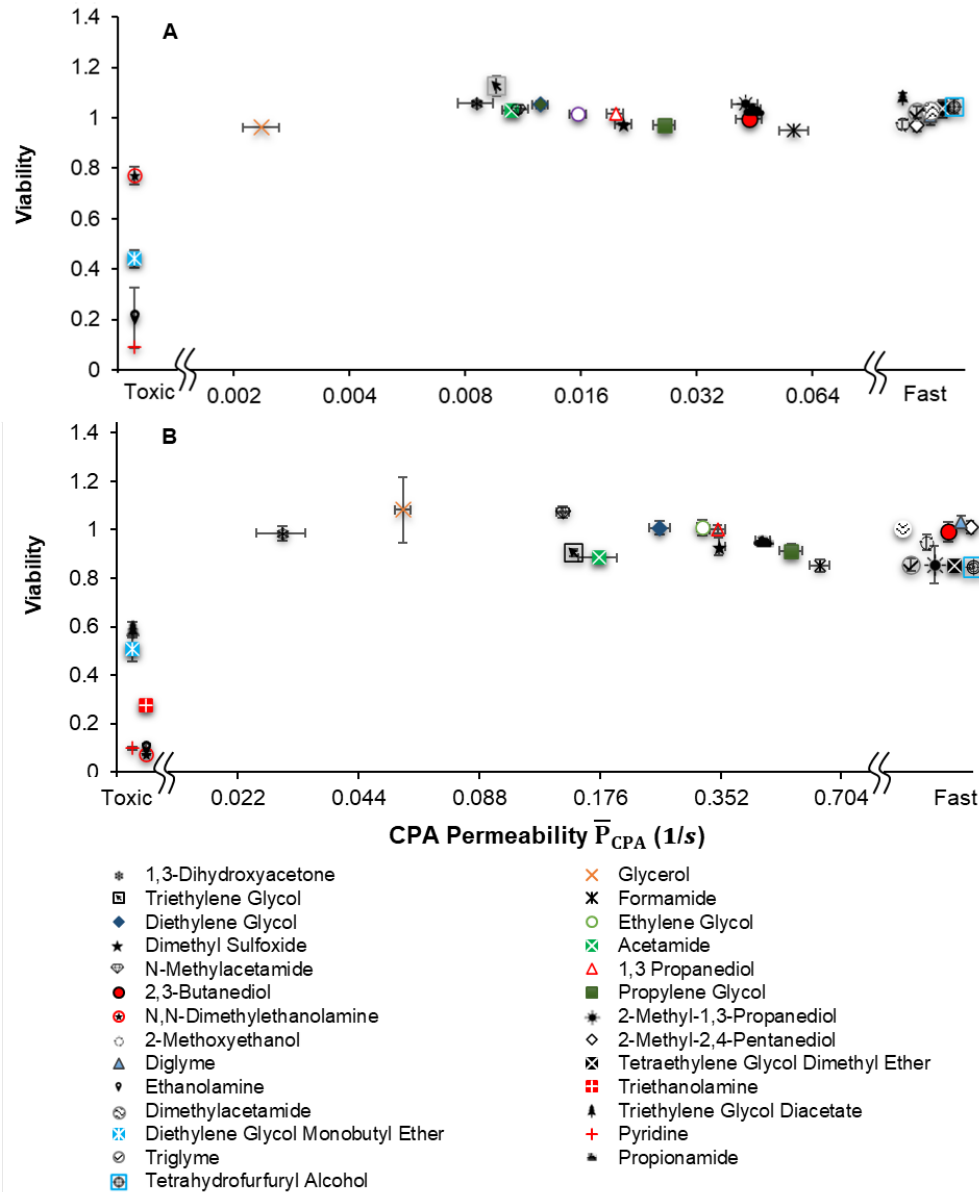 A
Viability
1.4
1.2
1
0.8
0.6
0.4
0.2
0
Toxic 0.002 0.004 0.008 0.016 0.032 0.064 Fast
B
Viability
1.4
1.2
1
0.8
0.6
0.4
0.2
0
Toxic 0.022 0.044 0.088 0.176 0.352 0.704 Fast
CPA Permeability P̅CPA (1/s)
1,3-Dihydroxyacetone Glycerol
Triethylene Glycol Formamide
Diethylene Glycol Ethylene Glycol
Dimethyl Sulfoxide Acetamide
N-Methylacetamide 1,3 Propanediol
2,3-Butanediol Propylene Glycol
N,N-Dimethylethanolamine 2-Methyl-1,3-Propanediol
2-Methoxyethanol 2-Methyl-2,4-Pentanediol
Diglyme Tetraethylene Glycol Dimethyl Ether
Ethanolamine Triethanolamine
Dimethylacetamide Triethylene Glycol Diacetate
Diethylene Glycol Monobutyl Ether Pyridine
Triglyme Propionamide
Tetrahydrofurfuryl Alcohol